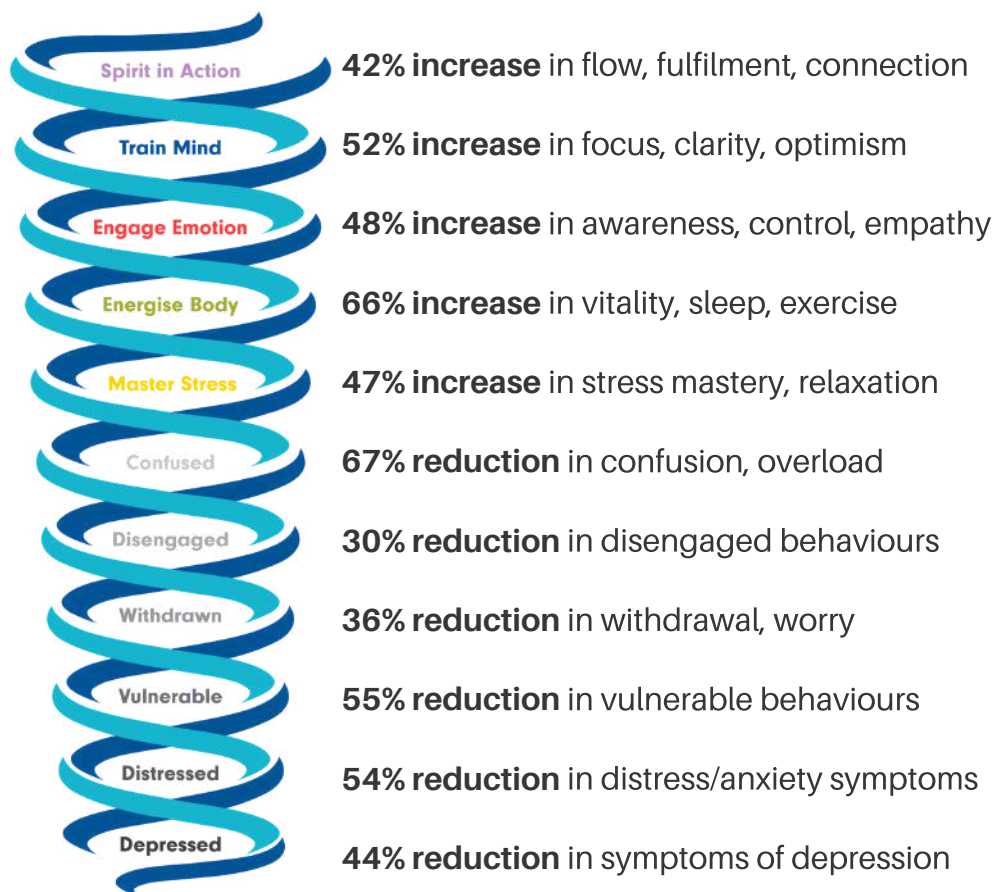 Spirit in Action
42% increase in flow, fulfilment, connection
Train Mind
52% increase in focus, clarity, optimism
Engage Emotion
48% increase in awareness, control, empathy
Energise Body
66% increase in vitality, sleep, exercise
Master Stress
47% increase in stress mastery, relaxation
Confused
67% reduction in confusion, overload
Disengaged
30% reduction in disengaged behaviours
Withdrawn
36% reduction in withdrawal, worry
Vulnerable
55% reduction in vulnerable behaviours
Distressed
54% reduction in distress/anxiety symptoms
Depressed
44% reduction in symptoms of depression